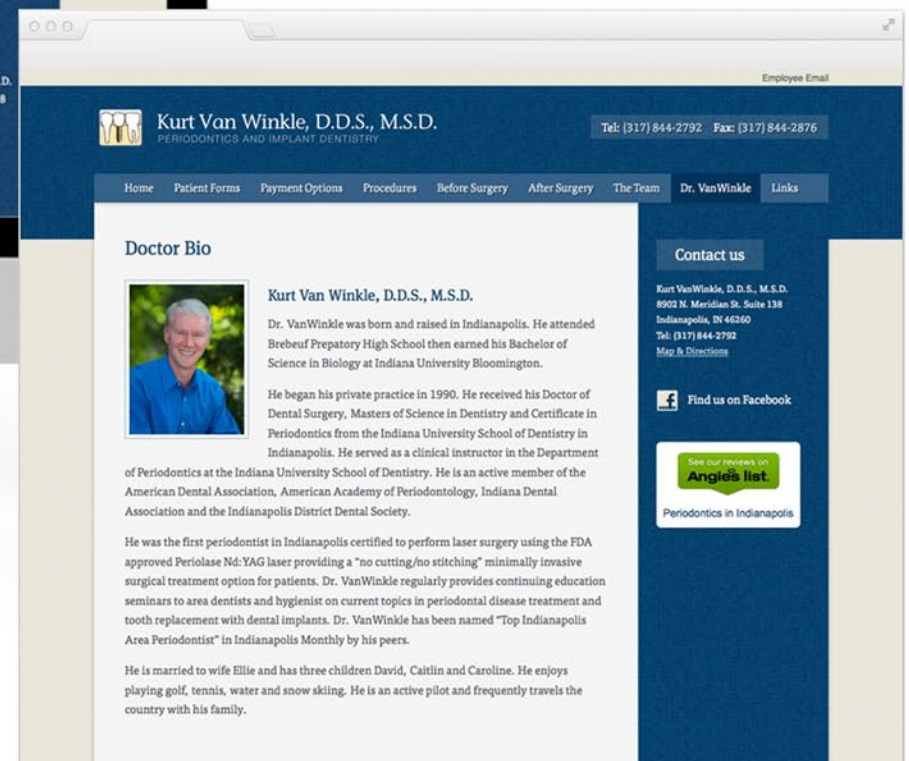 D.
8
Employee Email
Kurt Van Winkle, D.D.S., M.S.D.
PERIODONTICS AND IMPLANT DENTISTRY
Tel: (317) 844-2792 Fax: (317) 844-2876
Home Patient Forms Payment Options Procedures Before Surgery After Surgery The Team Dr. VanWinkle Links
Doctor Bio
Kurt Van Winkle, D.D.S., M.S.D.
Dr. VanWinkle was born and raised in Indianapolis. He attended
Brebeuf Prepatory High School then earned his Bachelor of
Science in Biology at Indiana University Bloomington.
He began his private practice in 1990. He received his Doctor of
Dental Surgery, Masters of Science in Dentistry and Certificate in
Periodontics from the Indiana University School of Dentistry in
Indianapolis. He served as a clinical instructor in the Department
of Periodontics at the Indiana University School of Dentistry. He is an active member of the
American Dental Association, American Academy of Periodontology, Indiana Dental
Association and the Indianapolis District Dental Society.
He was the first periodontist in Indianapolis certified to perform laser surgery using the FDA
approved Periolase Nd:YAG laser providing a "no cutting/no stitching" minimally invasive
surgical treatment option for patients. Dr. VanWinkle regularly provides continuing education
seminars to area dentists and hygienist on current topics in periodontal disease treatment and
tooth replacement with dental implants. Dr. VanWinkle has been named "Top Indianapolis
Area Periodontist" in Indianapolis Monthly by his peers.
He is married to wife Ellie and has three children David, Caitlin and Caroline. He enjoys
playing golf, tennis, water and snow skiing. He is an active pilot and frequently travels the
country with his family.
Contact us
Kurt VanWinkle, D.D.S., M.S.D.
8902 N. Meridian St. Suite 138
Indianapolis, IN 46260
Tel: (317) 844-2792
Map & Directions
f Find us on Facebook
See our reviews on
Angie's list.
Periodontics in Indianapolis